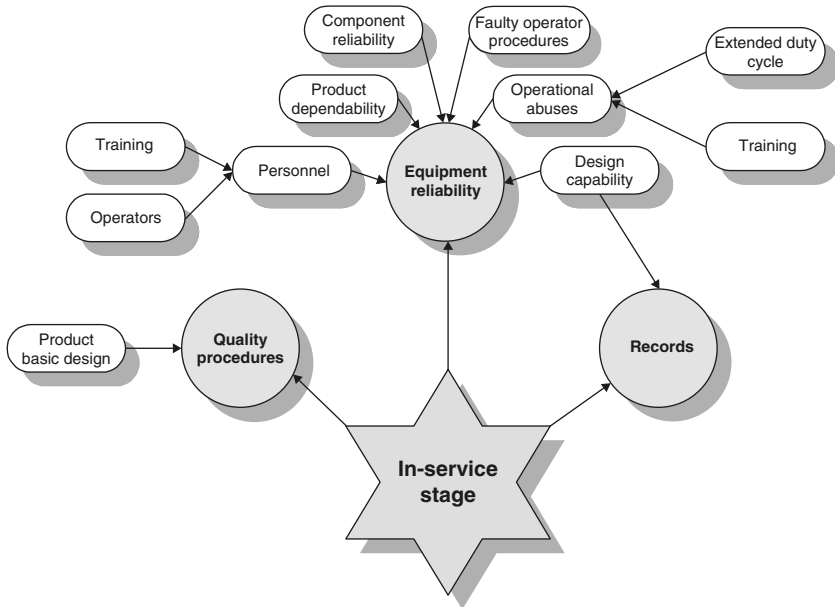 Component
reliability
Faulty operator
procedures
Extended duty
cycle
Product
dependability
Operational
abuses
Training
Personnel
Equipment
reliability
Design
capability
Training
Operators
Product
basic design
Quality
procedures
Records
In-service
stage